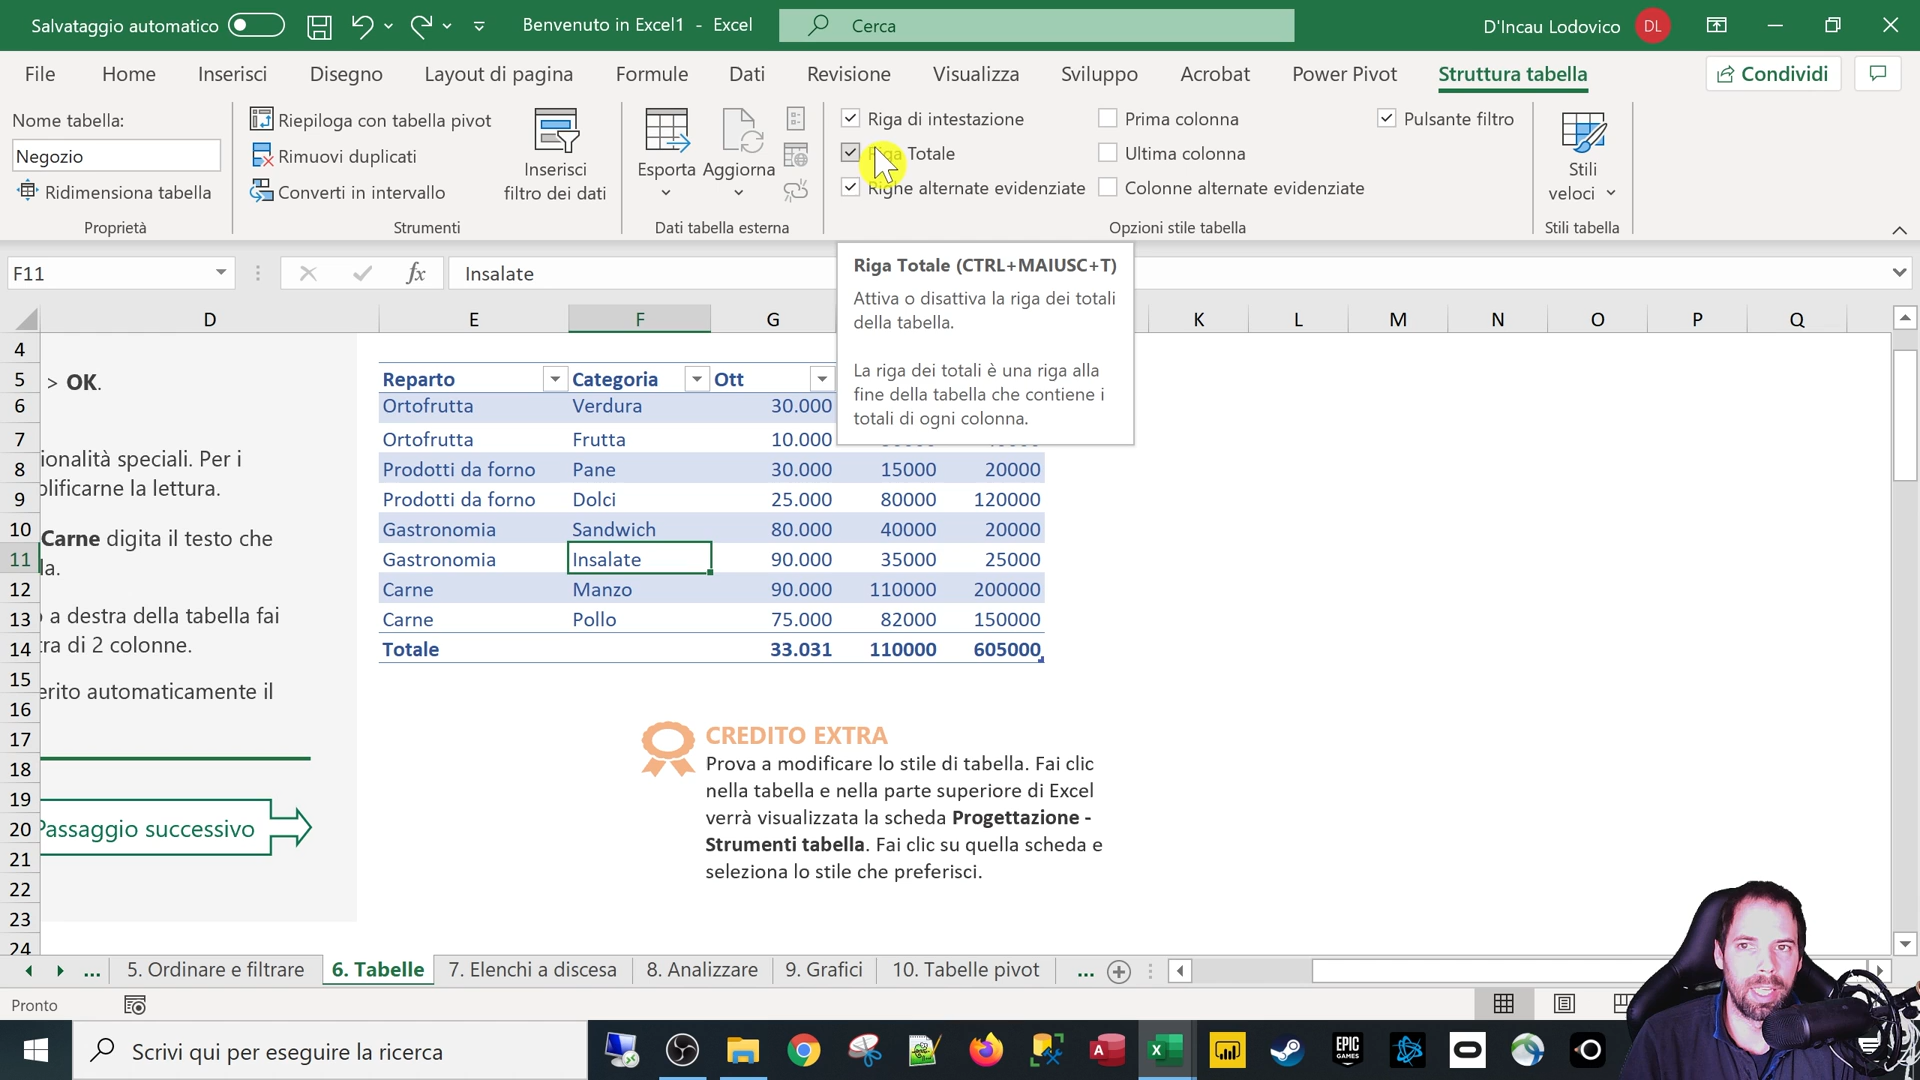 Salvataggio automatico
Benvenuto in Excel1 - Excel
Cerca
D'Incau Lodovico
DL
File Home Inserisci Disegno Layout di pagina Formule Dati Revisione Visualizza Sviluppo Acrobat Power Pivot Struttura tabella
Condividi
Nome tabella:
Negozio
Ridimensiona tabella
Proprietà
Riepiloga con tabella pivot
Rimuovi duplicati
Converti in intervallo
Inserisci
filtro dei dati
Strumenti
Esporta
Aggiorna
Dati tabella esterna
Riga di intestazione
Totale
Righe alternate evidenziate
Prima colonna
Ultima colonna
Colonne alternate evidenziate
Pulsante filtro
Opzioni stile tabella
Stili
veloci
Stili tabella
F11
fx
Insalate
Riga Totale (CTRL+MAIUSC+T)
Attiva o disattiva la riga dei totali
della tabella.
La riga dei totali è una riga alla
fine della tabella che contiene i
totali di ogni colonna.
D E F G K L M N O P Q
4
5 > OK. Reparto Categoria Ott
6 Ortofrutta Verdura 30.000
7 Ortofrutta Frutta 10.000
8 Prodotti da forno Pane 30.000 15000 20000
9 Prodotti da forno Dolci 25.000 80000 120000
10 Gastronomia Sandwich 80.000 40000 20000
11 Gastronomia Insalate 90.000 35000 25000
12 Carne Manzo 90.000 110000 200000
13 Carne Pollo 75.000 82000 150000
14 Totale 33.031 110000 605000
15
16
17
18
19
20
21
22
23
24
ionalità speciali. Per i
plificarne la lettura.
Carne digita il testo che
la.
a destra della tabella fai
tra di 2 colonne.
erito automaticamente il
Passaggio successivo
CREDITO EXTRA
Prova a modificare lo stile di tabella. Fai clic
nella tabella e nella parte superiore di Excel
verrà visualizzata la scheda Progettazione -
Strumenti tabella. Fai clic su quella scheda e
seleziona lo stile che preferisci.
... 5. Ordinare e filtrare 6. Tabelle 7. Elenchi a discesa 8. Analizzare 9. Grafici 10. Tabelle pivot ...
Pronto
Scrivi qui per eseguire la ricerca
A
X
EPIC
GAMES